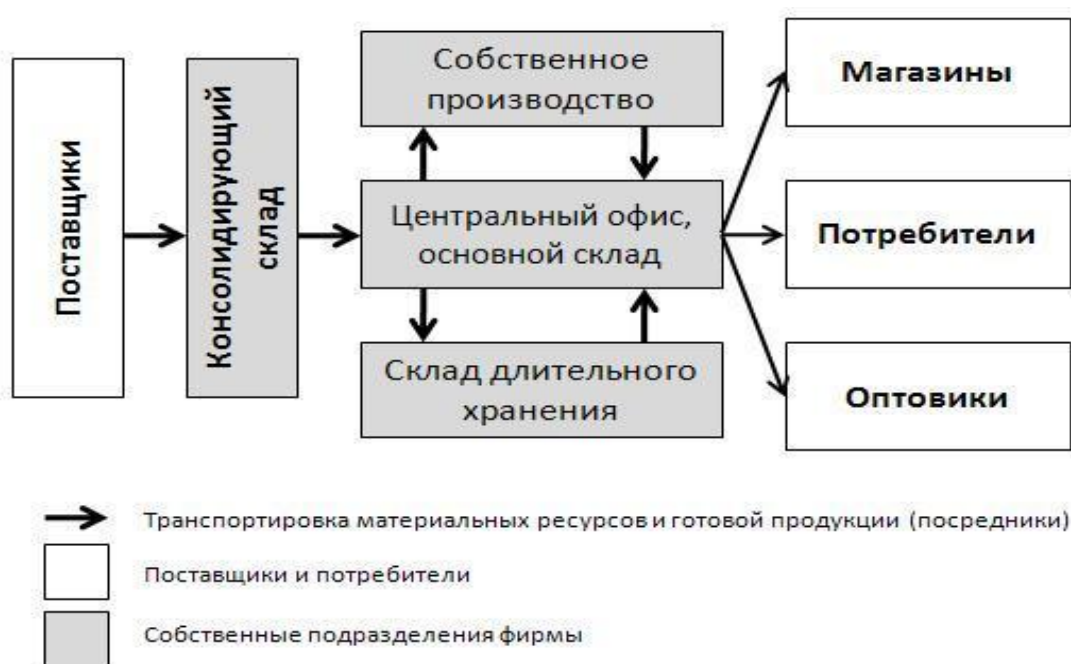 Поставщики
Консолидирующий
склад
Собственное
производство
Центральный офис,
основной склад
Склад длительного
хранения
Магазины
Потребители
Оптовики
Транспортировка материальных ресурсов и готовой продукции (посредники)
Поставщики и потребители
Собственные подразделения фирмы